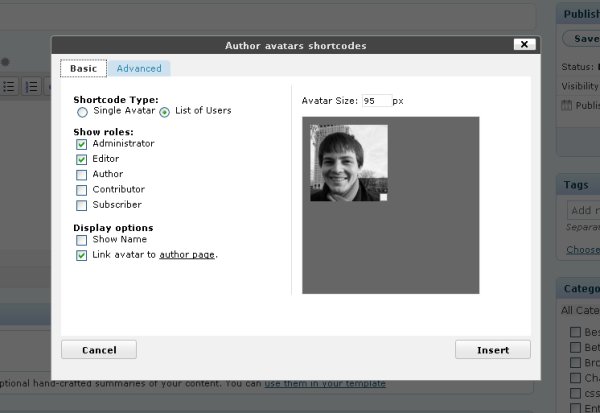 Publis
Author avatars shortcodes
Save
Basic
Advanced
Status:
Shortcode Type:
Avatar Size: 95 px
Visibility
Single Avatar
List of Users
Publis
Show roles:
Administrator
Editor
Author
Contributor
Subscriber
Tags
Add n
Separa
Display options
Show Name
Choose
Link avatar to author page.
Catego
All Cate
Bes
Cancel
Insert
Bet
Bro
Cha
ptional hand-crafted summaries of your content. You can use them in your template
css
Ent